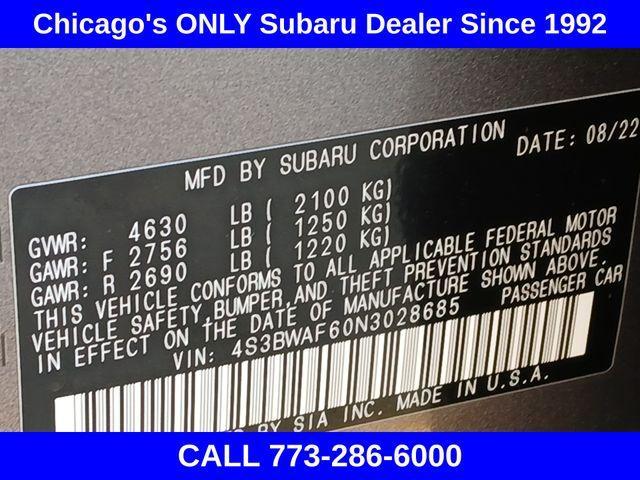 Chicago's ONLY Subaru Dealer Since 1992
MFD BY SUBARU CORPORATION DATE: 08/22
GVWR: 4630 LB ( 2100 KG)
GAWR: F 2756 LB ( 1250 KG)
GAWR: R 2690 LB ( 1220 KG)
THIS VEHICLE CONFORMS TO ALL APPLICABLE FEDERAL MOTOR
VEHICLE SAFETY,BUMPER,AND THEFT PREVENTION STANDARDS
IN EFFECT ON THE DATE OF MANUFACTURE SHOWN ABOVE.
VIN: 4S3BWAF60N3028685 PASSENGER CAR
BY SIA INC. MADE IN U.S.A.
CALL 773-286-6000